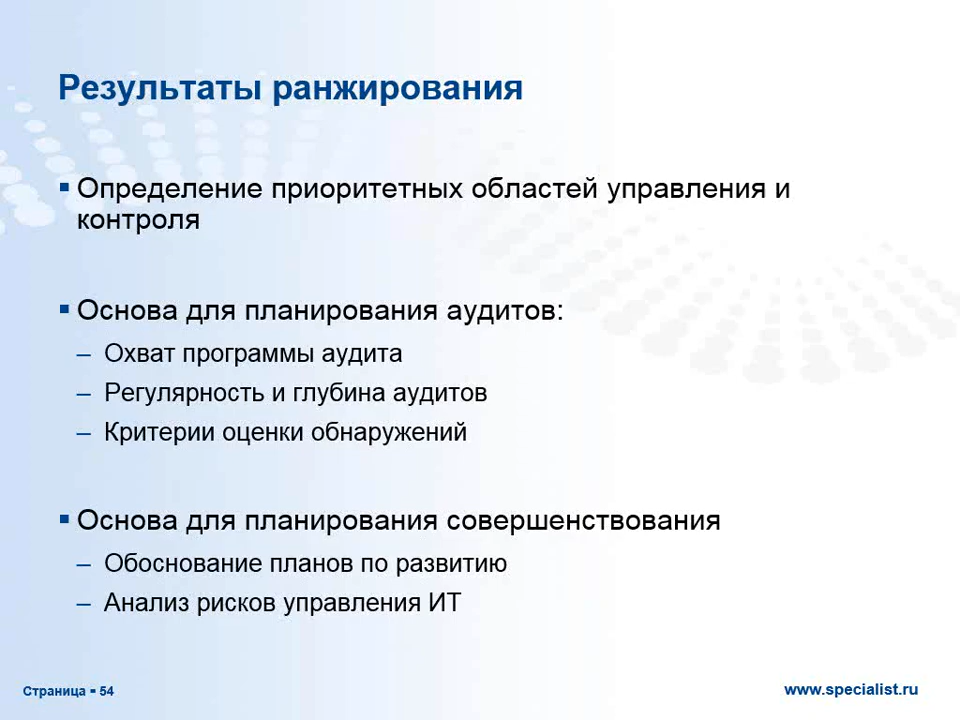 Результаты ранжирования
▪ Определение приоритетных областей управления и
контроля
▪ Основа для планирования аудитов:
– Охват программы аудита
– Регулярность и глубина аудитов
– Критерии оценки обнаружений
▪ Основа для планирования совершенствования
– Обоснование планов по развитию
– Анализ рисков управления ИТ
Страница ▪ 54
www.specialist.ru